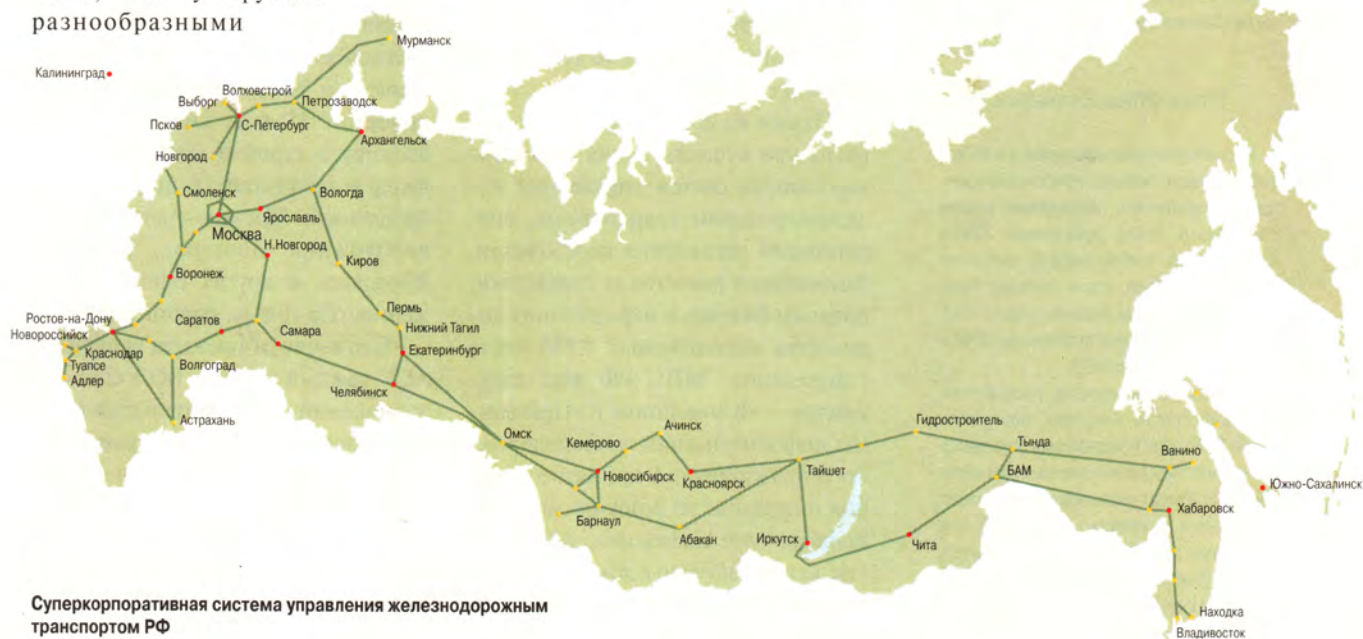 разнообразными
Мурманск
Калининград
Волховстрой
Выборг
Петрозаводск
Псков
С-Петербург
Архангельск
Новгород
Смоленск
Вологда
Ярославль
Москва
Н.Новгород
Киров
Воронеж
Пермь
Ростов-на-Дону
Саратов
Самара
Нижний Тагил
Новороссийск
Екатеринбург
Краснодар
Туапсе
Волгоград
Адлер
Челябинск
Астрахань
Омск
Ачинск
Кемерово
Гидростроитель
Тында
Ванино
Новосибирск
Красноярск
Тайшет
БАМ
Южно-Сахалинск
Хабаровск
Барнаул
Абакан
Иркутск
Чита
Находка
Владивосток
Суперкорпоративная система управления железнодорожным
транспортом РФ